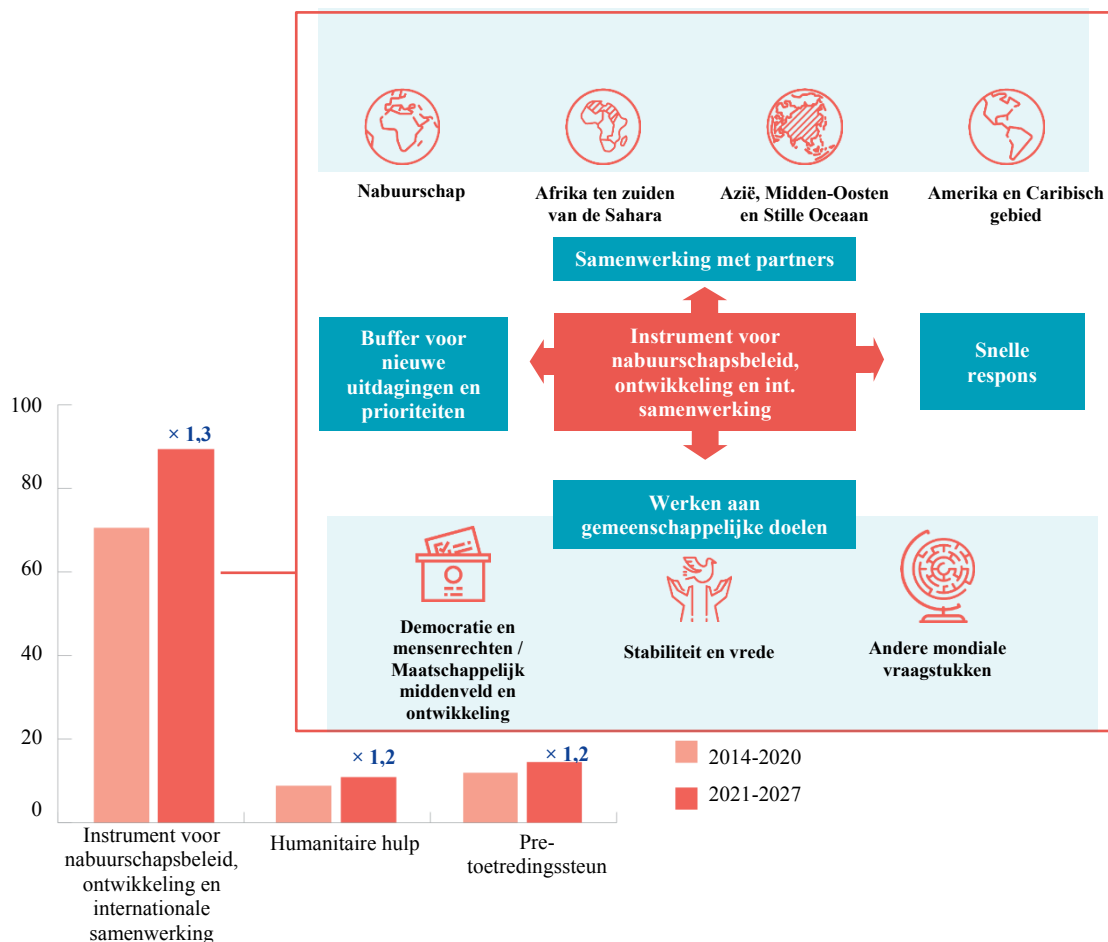 Nabuurschap
Afrika ten zuiden
van de Sahara
Azië, Midden-Oosten
en Stille Oceaan
Amerika en Caribisch
gebied
Samenwerking met partners
Buffer voor
nieuwe
uitdagingen en
prioriteiten
Instrument voor
nabuurschapsbeleid,
ontwikkeling en int.
samenwerking
Snelle
respons
Werken aan
gemeenschappelijke doelen
Democratie en
mensenrechten /
Maatschappelijk
middenveld en
ontwikkeling
Stabiliteit en vrede
Andere mondiale
vraagstukken
100
80
60
40
20
0
× 1,3
× 1,2
× 1,2
2014-2020
2021-2027
Instrument voor
nabuurschapsbeleid,
ontwikkeling en
internationale
samenwerking
Humanitaire hulp
Pre-
toetredingssteun